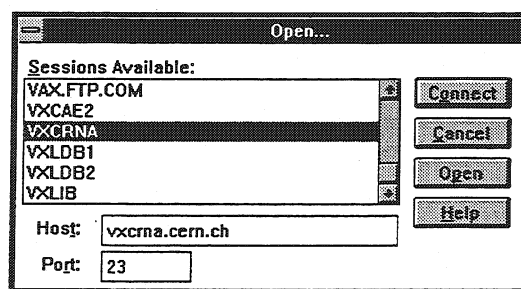 Open...
Sessions Available:
VAX.FTP.COM
VXCAE2
VXCRNA
VXLDB1
VXLDB2
VXLIB
Connect
Cancel
Open
Help
Host: vxcrna.cern.ch
Port: 23